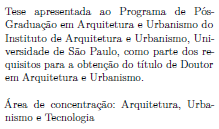 Tese apresentada ao Programa de Pós-
Graduação em Arquitetura e Urbanismo do
Instituto de Arquitetura e Urbanismo, Uni-
versidade de São Paulo, como parte dos re-
quisitos para a obtenção do título de Doutor
em Arquitetura e Urbanismo.
Área de concentração: Arquitetura, Urba-
nismo e Tecnologia